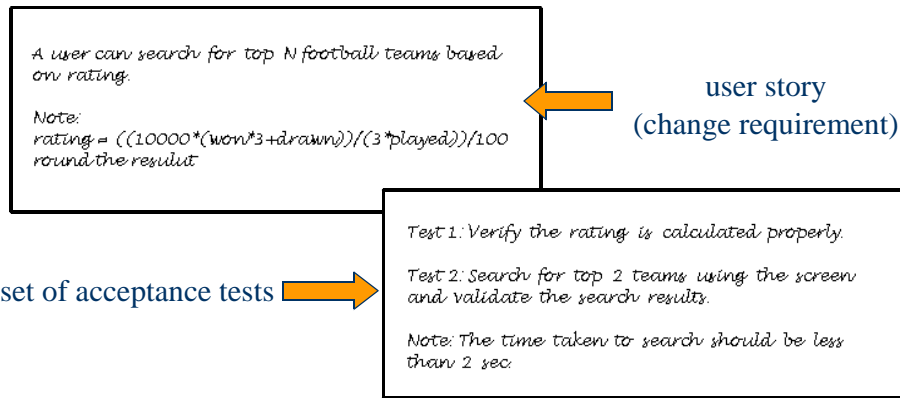 A user can search for top N football teams based
on rating.
Note:
rating = ((10000*(won*3+drawn))/(3*played))/100
round the resulut
user story
(change requirement)
Test 1: Verify the rating is calculated properly.
Test 2: Search for top 2 teams using the screen
and validate the search results.
Note: The time taken to search should be less
than 2 sec.
set of acceptance tests